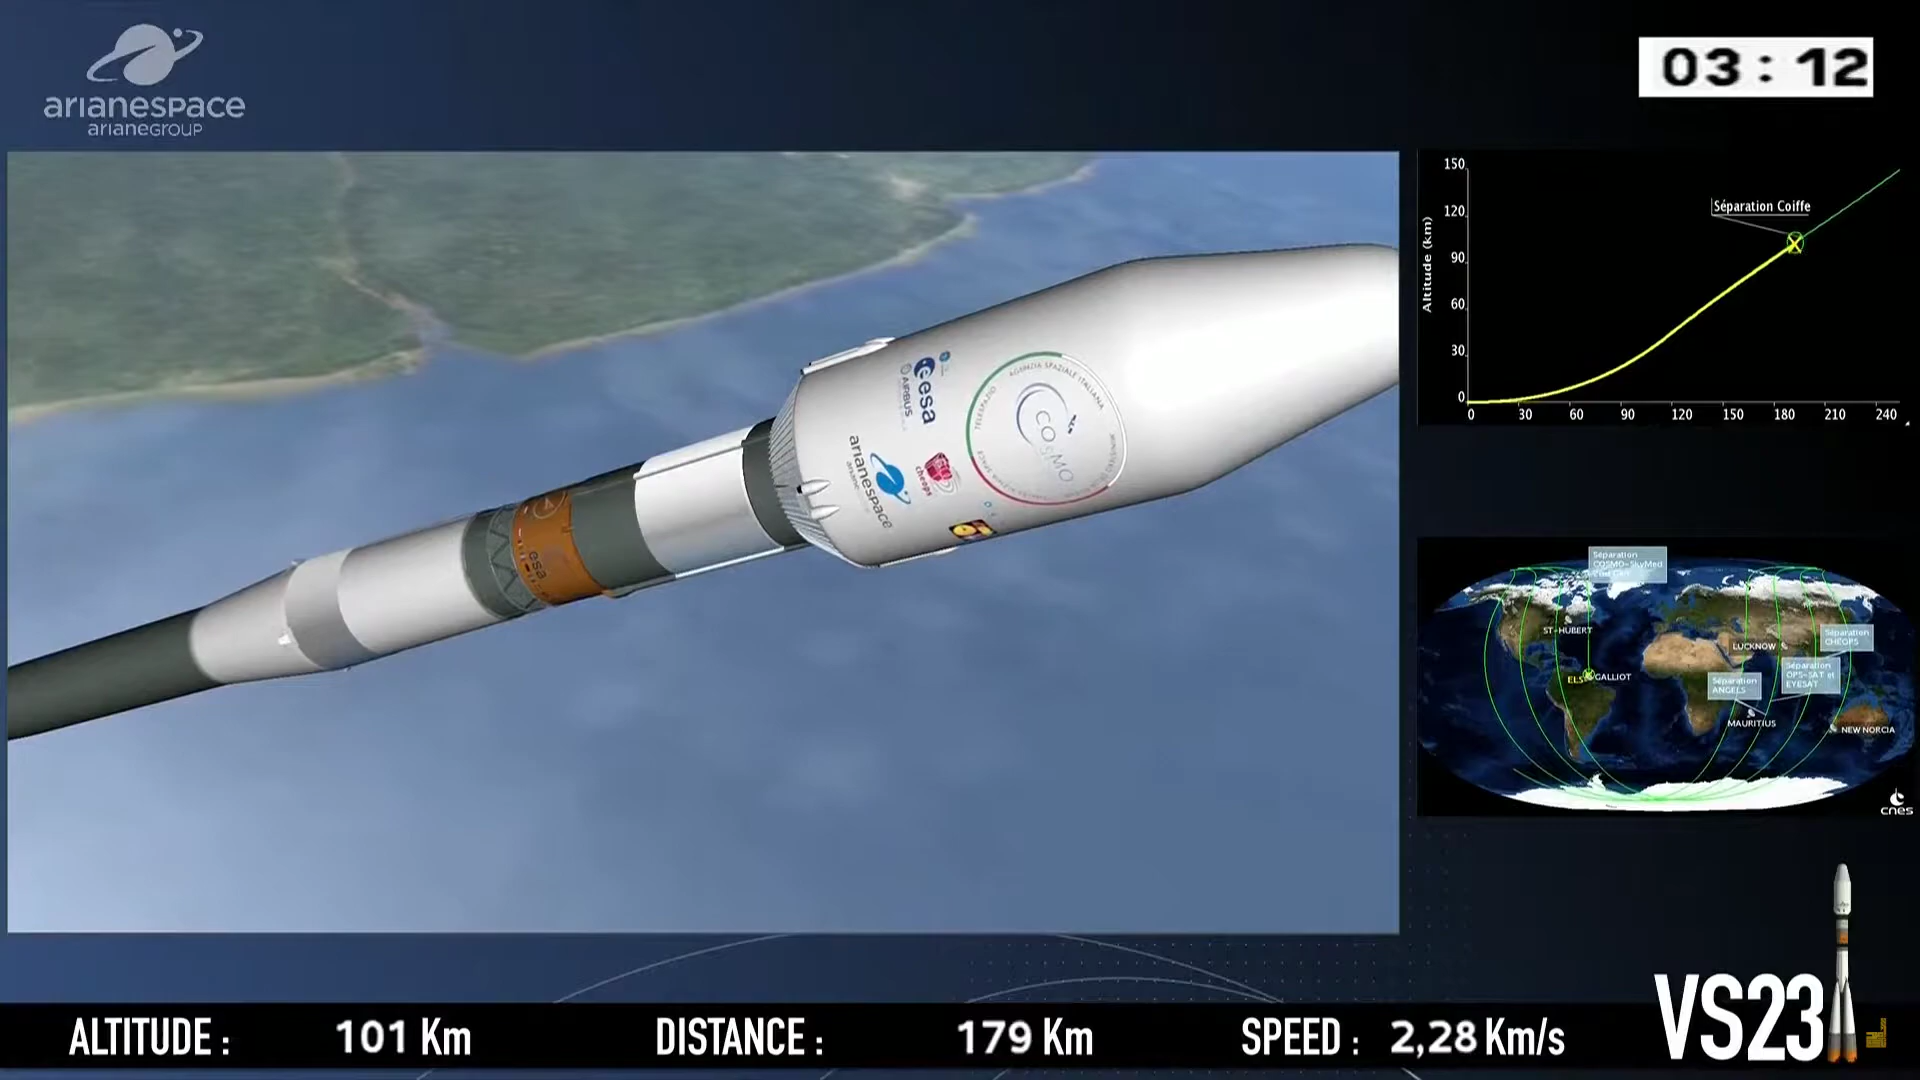 arianespace
arianeGROUP
03 : 12
esa
AIRBUS
arianespace
cheops
TELESPAZIO
AGENZIA SPAZIALE ITALIANA
COSMO
esa
150
120
90
60
30
0
Altitude (km)
Séparation Coiffe
0 30 60 90 120 150 180 210 240
Séparation
COSMO-SkyMed
ST-HUBERT
LUCKNOW
Séparation
CHEOPS
Séparation
OPS-SAT et
EYESAT
Séparation
ANGELS
ELS
GALLIOT
MAURITIUS
NEW NORCIA
cnes
VS23
ALTITUDE : 101 Km DISTANCE : 179 Km SPEED : 2,28 Km/s